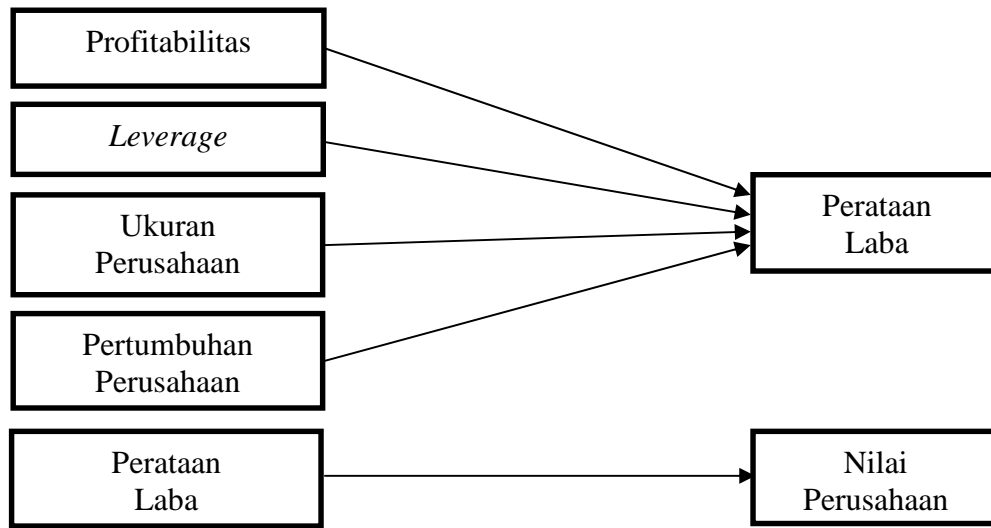 Profitabilitas
Leverage
Ukuran
Perusahaan
Pertumbuhan
Perusahaan
Perataan
Laba
Perataan
Laba
Nilai
Perusahaan